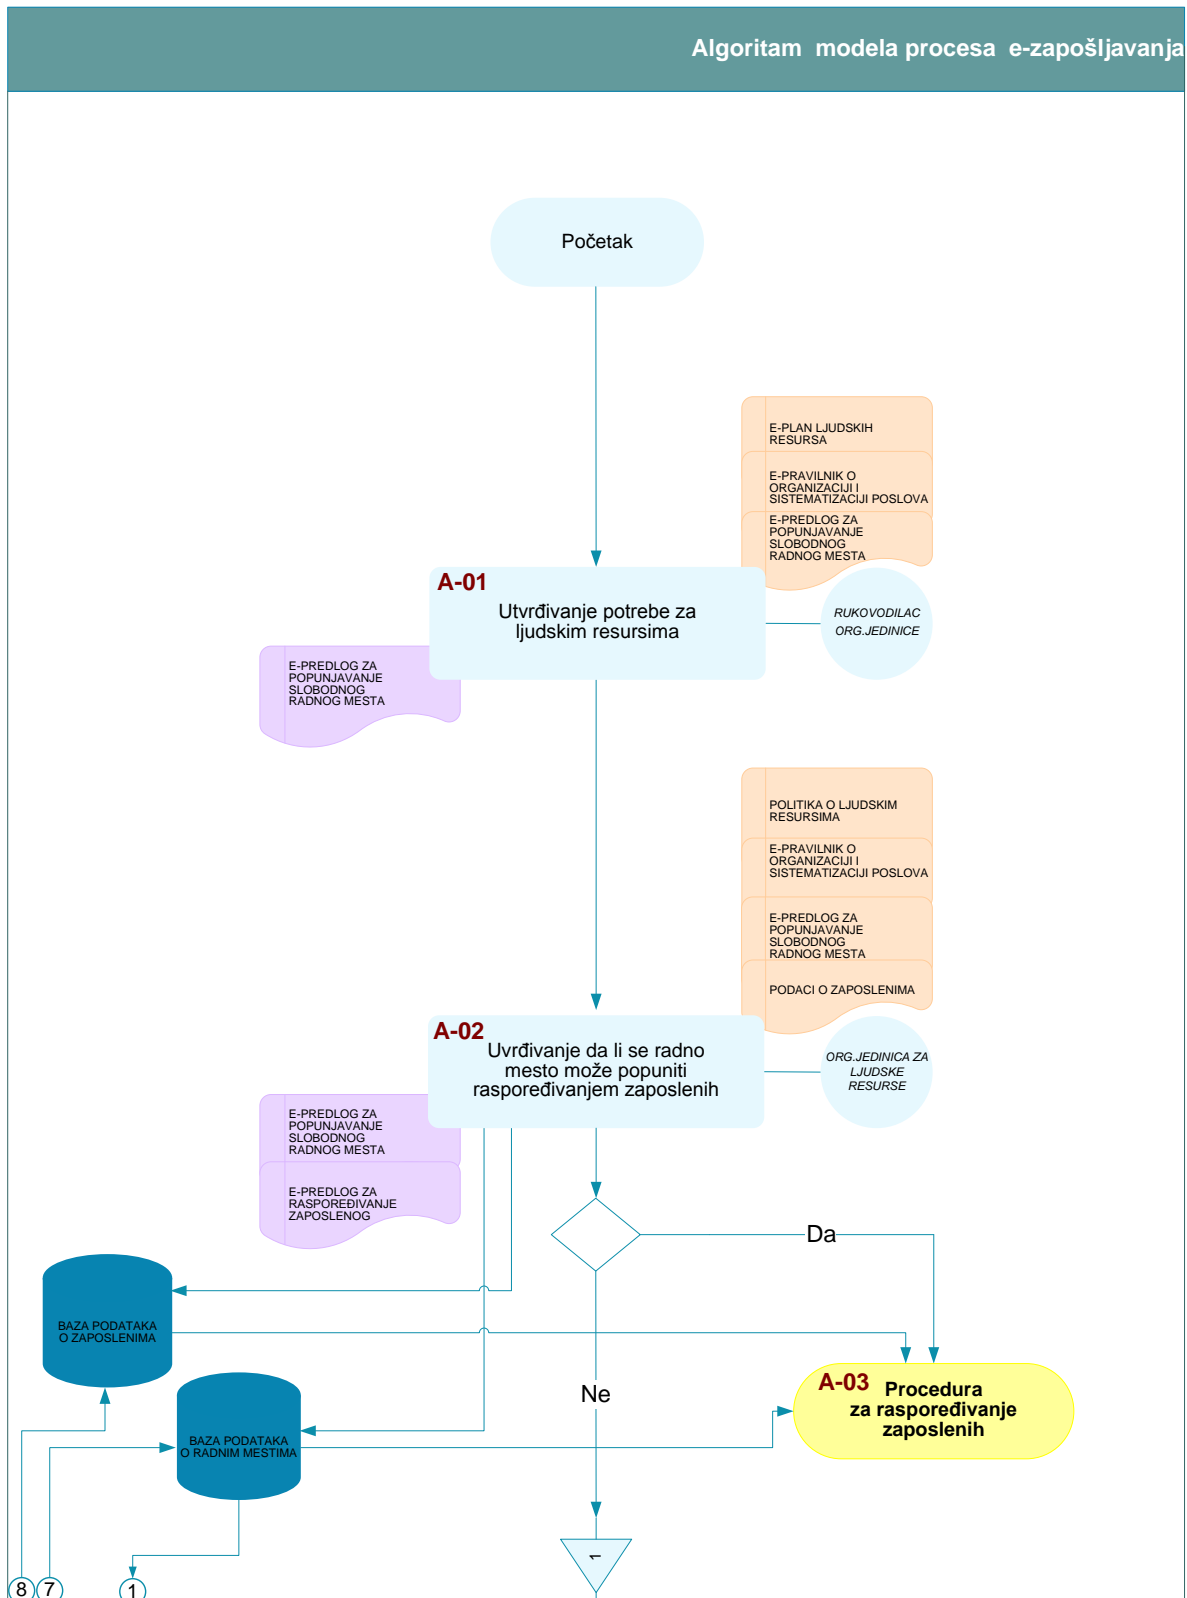 Algoritam modela procesa e-zapošljavanja
Početak
E-PLAN LJUDSKIH
RESURSA
E-PRAVILNIK O
ORGANIZACIJI I
SISTEMATIZACIJI POSLOVA
E-PREDLOG ZA
POPUNJAVANJE
SLOBODNOG
RADNOG MESTA
A-01
Utvrđivanje potrebe za
ljudskim resursima
RUKOVODILAC
ORG.JEDINICE
E-PREDLOG ZA
POPUNJAVANJE
SLOBODNOG
RADNOG MESTA
POLITIKA O LJUDSKIM
RESURSIMA
E-PRAVILNIK O
ORGANIZACIJI I
SISTEMATIZACIJI POSLOVA
E-PREDLOG ZA
POPUNJAVANJE
SLOBODNOG
RADNOG MESTA
PODACI O ZAPOSLENIMA
A-02
Uvrđivanje da li se radno
mesto može popuniti
raspoređivanjem zaposlenih
ORG.JEDINICA ZA
LJUDSKE
RESURSE
E-PREDLOG ZA
POPUNJAVANJE
SLOBODNOG
RADNOG MESTA
E-PREDLOG ZA
RASPOREĐIVANJE
ZAPOSLENOG
Da
BAZA PODATAKA
O ZAPOSLENIMA
Ne
A-03
Procedura
za raspoređivanje
zaposlenih
BAZA PODATAKA
O RADNIM MESTIMA
1
8
7
1